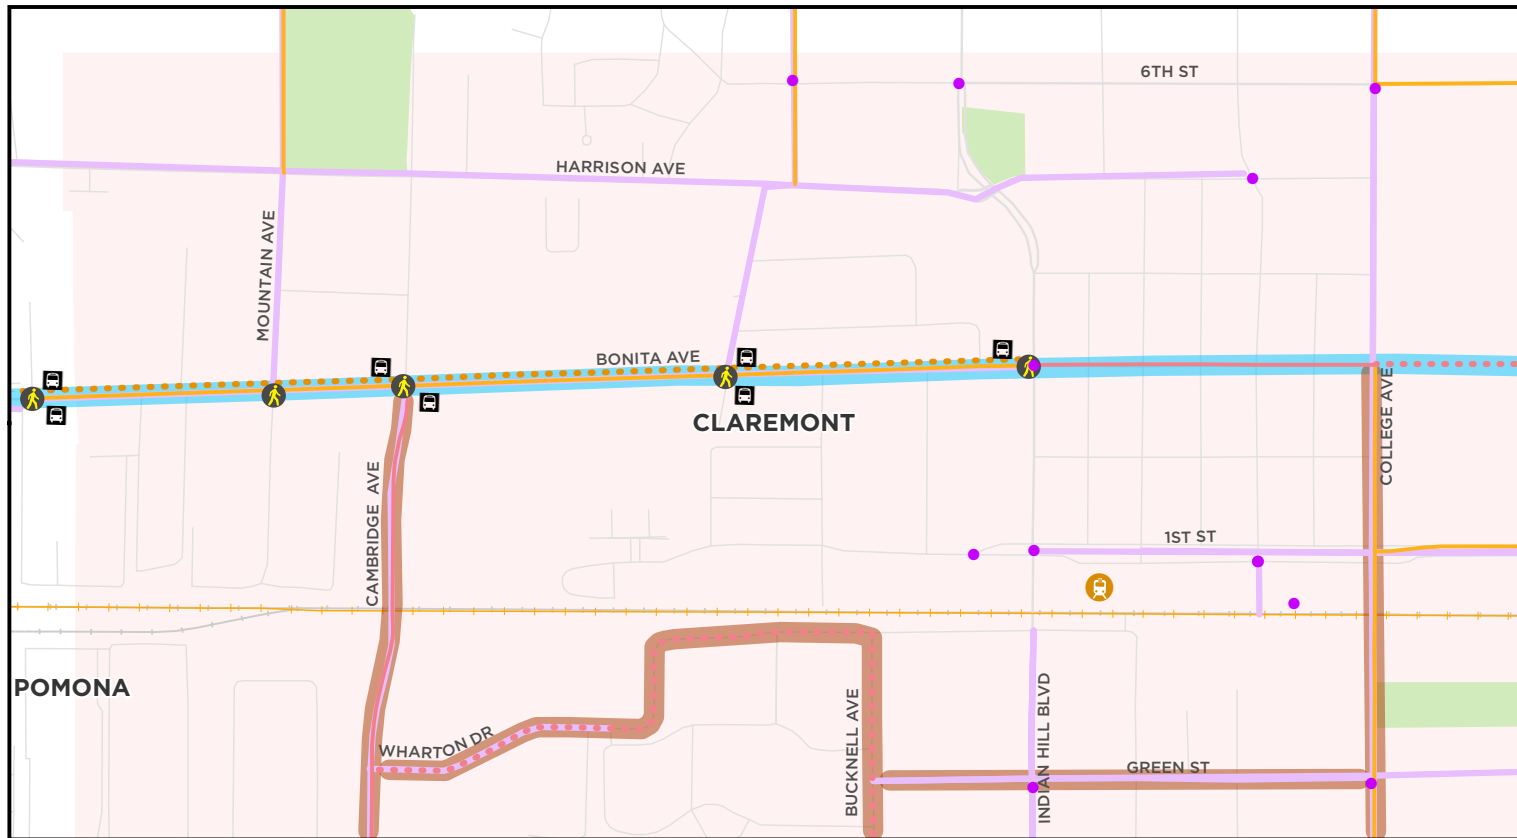 6TH ST
HARRISON AVE
MOUNTAIN AVE
BONITA AVE
CLAREMONT
COLLEGE AVE
CAMBRIDGE AVE
1ST ST
POMONA
WHARTON DR
BUCKNELL AVE
INDIAN HILL BLVD
GREEN ST